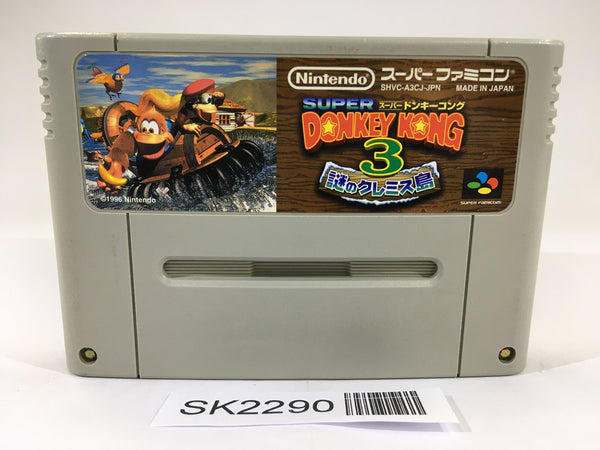 Nintendo スーパーファミコン
SHVC-A3CJ-JPN MADE IN JAPAN
SUPER スーパードンキーコング
DONKEY KONG
3
謎のクレミス島
SUPER FAMICOM
©1996 Nintendo
SK2290